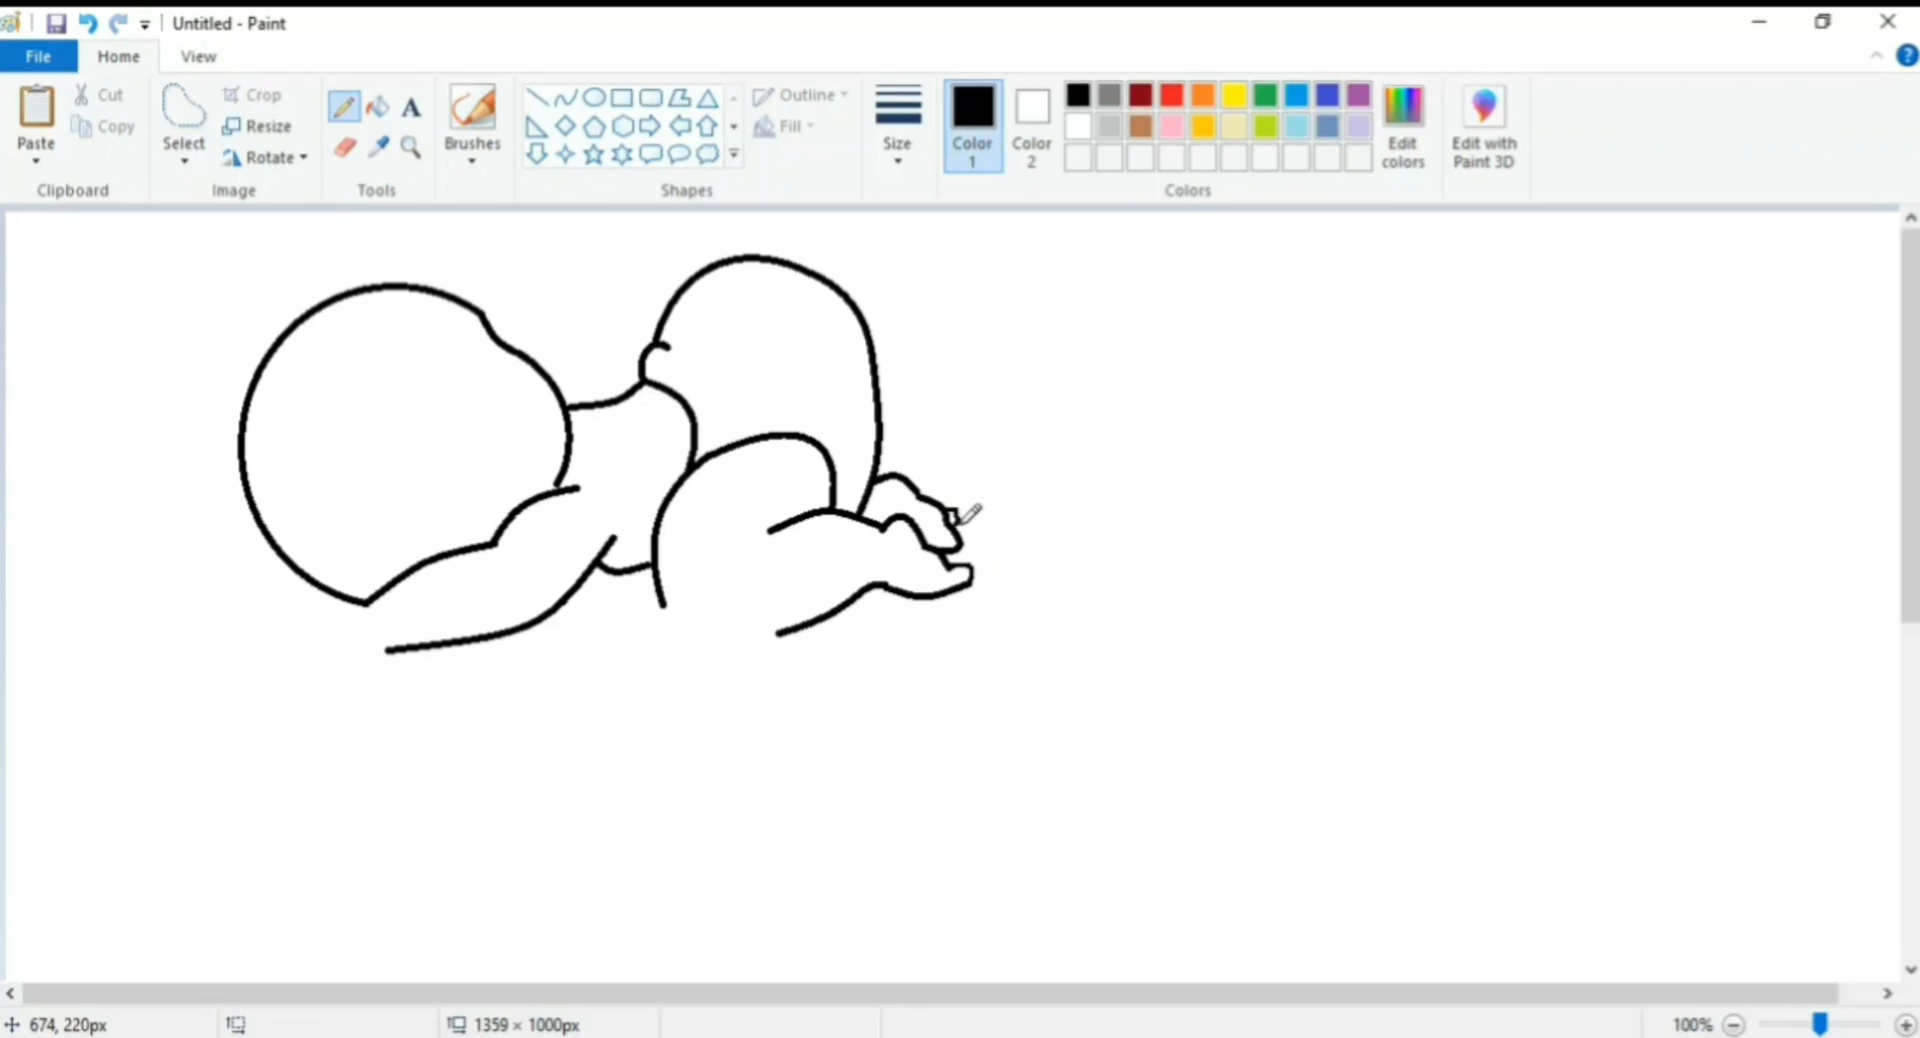 Untitled - Paint
File Home View
Paste
Cut
Copy
Clipboard
Select
Crop
Resize
Rotate
Image
A
Tools
Brushes
Shapes
Outline
Fill
Size
Color 1
Color 2
Colors
Edit colors
Edit with Paint 3D
674, 220px
1359 × 1000px
100%